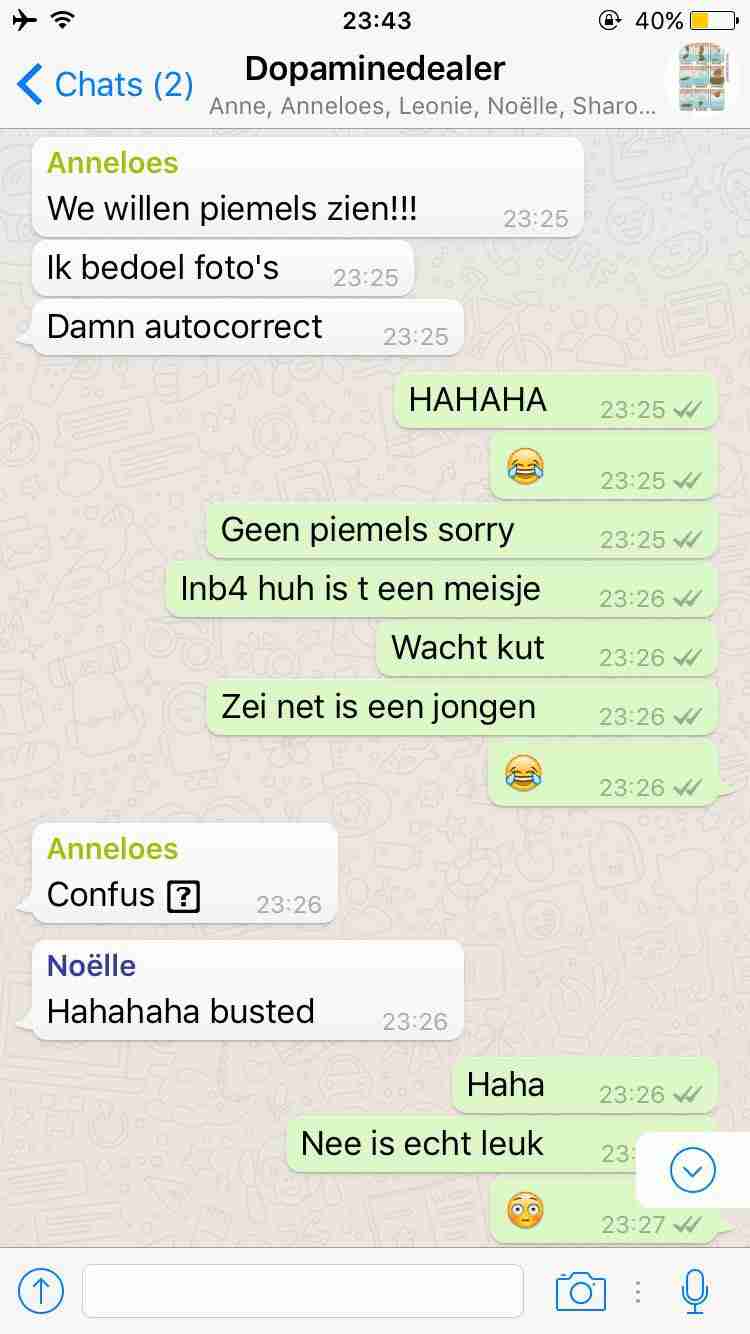 23:43
40%
Chats (2)
Dopaminedealer
Anne, Anneloes, Leonie, Noëlle, Sharo...
Anneloes
We willen piemels zien!!!
23:25
Ik bedoel foto's
23:25
Damn autocorrect
23:25
HAHAHA
23:25
😂
23:25
Geen piemels sorry
23:25
Inb4 huh is t een meisje
23:26
Wacht kut
23:26
Zei net is een jongen
23:26
😂
23:26
Anneloes
Confus ?
23:26
Noëlle
Hahahaha busted
23:26
Haha
23:26
Nee is echt leuk
23:
😳
23:27